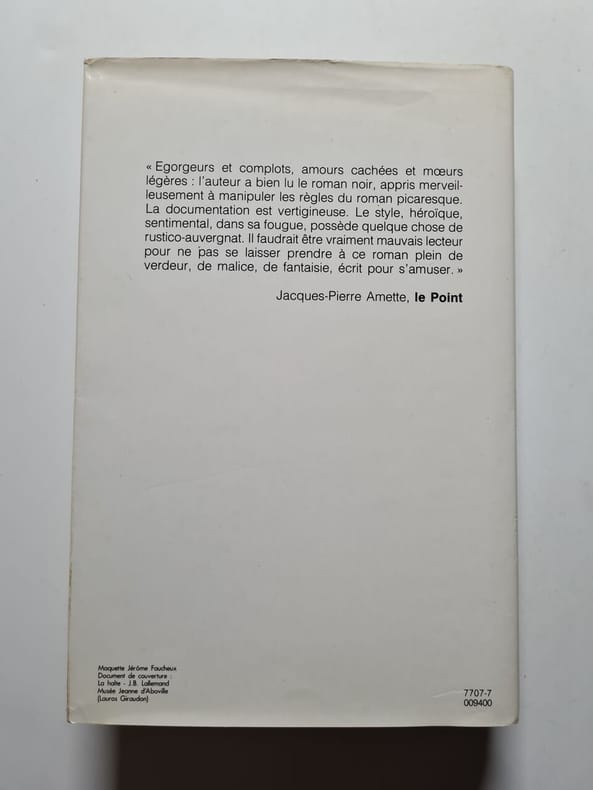 « Egorgeurs et complots, amours cachées et mœurs
légères : l'auteur a bien lu le roman noir, appris merveil-
leusement à manipuler les règles du roman picaresque.
La documentation est vertigineuse. Le style, héroïque,
sentimental, dans sa fougue, possède quelque chose de
rustico-auvergnat. Il faudrait être vraiment mauvais lecteur
pour ne pas se laisser prendre à ce roman plein de
verdeur, de malice, de fantaisie, écrit pour s'amuser. »
Jacques-Pierre Amette, le Point
Maquette Jérôme Faucheux
Document de couverture :
La halte - J.B. Lallemand
Musée Jeanne d'Aboville
(Lauros Giraudon)
7707-7
009400